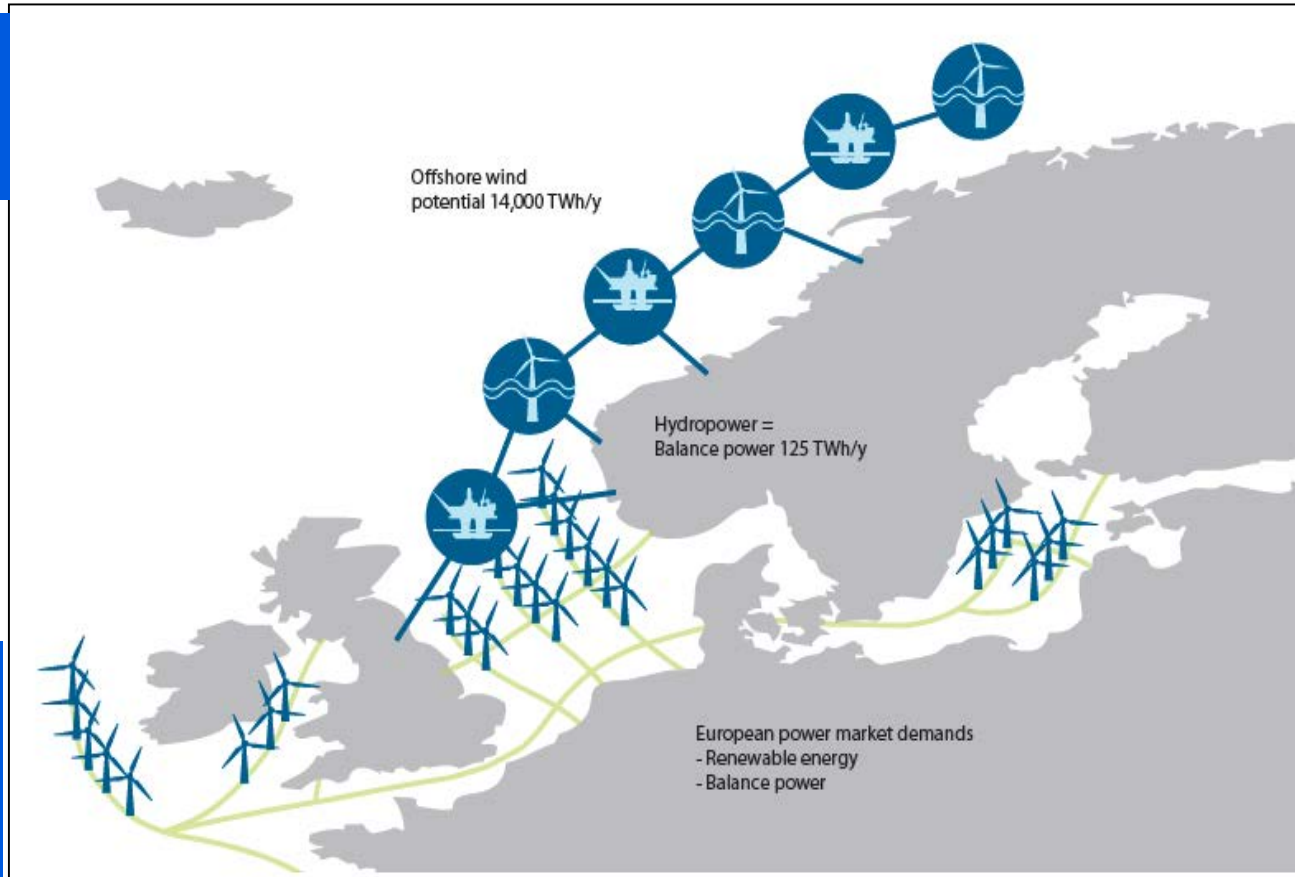 Offshore wind
potential 14,000 TWh/y
Hydropower =
Balance power 125 TWh/y
European power market demands
- Renewable energy
- Balance power